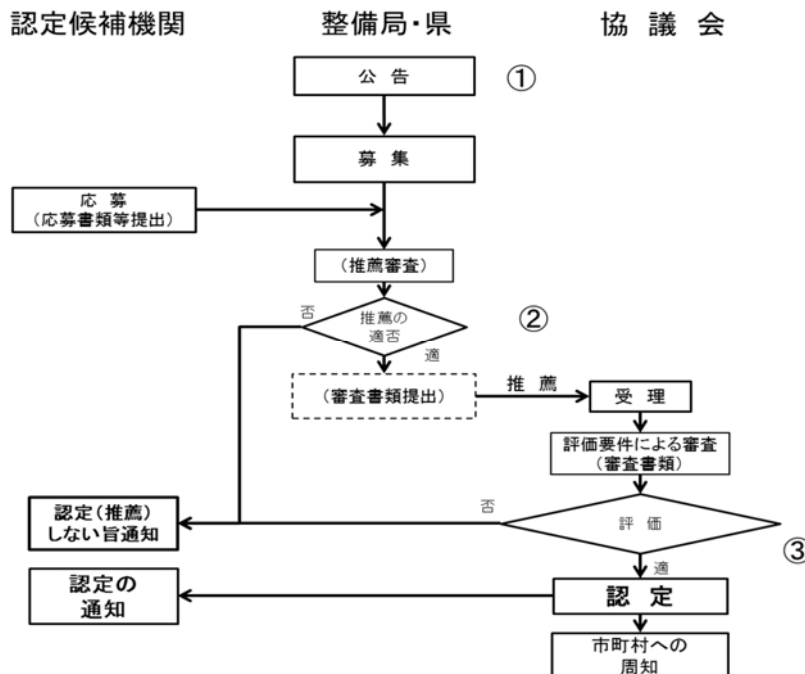 認定候補機関
整備局・県
協議会
公告
①
募集
応募
(応募書類等提出)
(推薦審査)
否
推薦の
適否
②
適
(審査書類提出)
推薦
受理
評価要件による審査
(審査書類)
認定(推薦)
しない旨通知
否
評価
③
適
認定の
通知
認定
市町村への
周知